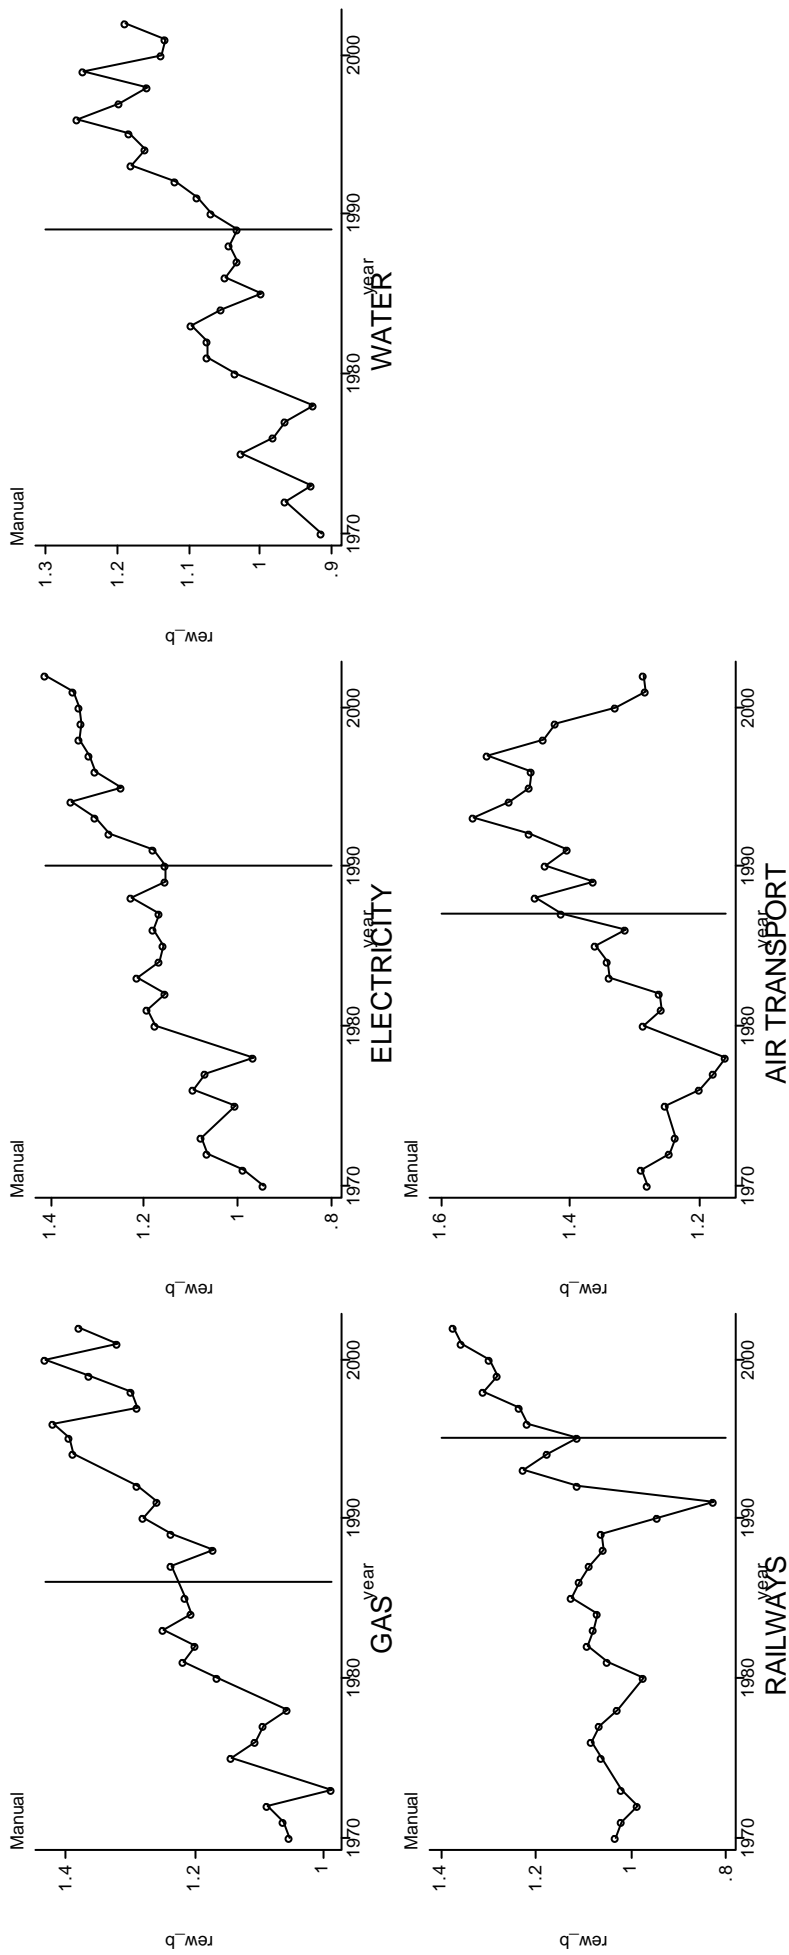 Manual
rew_b
1.4
1.2
1
1970
1980
1990
2000
year
GAS
Manual
rew_b
1.4
1.2
1
.8
1970
1980
1990
2000
year
ELECTRICITY
Manual
rew_b
1.3
1.2
1.1
1
.9
1970
1980
1990
2000
year
WATER
Manual
rew_b
1.4
1.2
1
.8
1970
1980
1990
2000
year
RAILWAYS
Manual
rew_b
1.6
1.4
1.2
1970
1980
1990
2000
year
AIR TRANSPORT